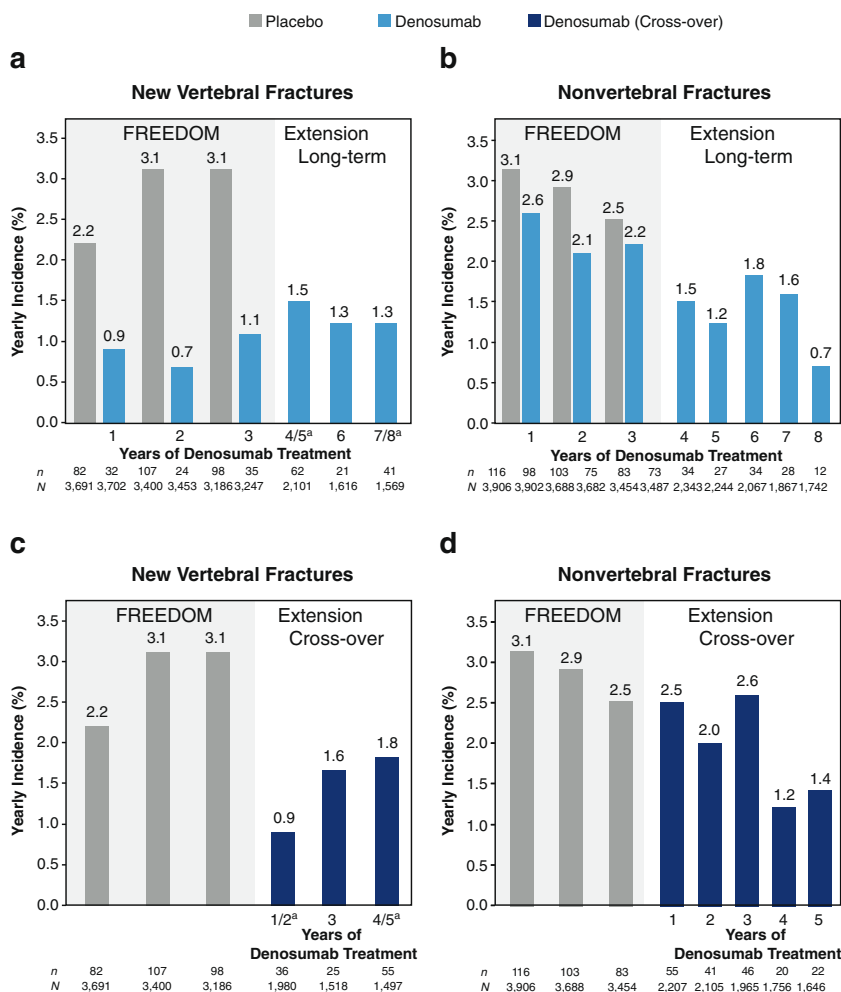 Placebo Denosumab Denosumab (Cross-over)
a
New Vertebral Fractures
FREEDOM Extension
Long-term
Yearly Incidence (%)
3.5
3.0
2.5
2.0
1.5
1.0
0.5
0.0
2.2 0.9 3.1 0.7 3.1 1.1 1.5 1.3 1.3
1 2 3 4/5ᵃ 6 7/8ᵃ
Years of Denosumab Treatment
n 82 32 107 24 98 35 62 21 41
N 3,691 3,702 3,400 3,453 3,186 3,247 2,101 1,616 1,569
b
Nonvertebral Fractures
FREEDOM Extension
Long-term
Yearly Incidence (%)
3.5
3.0
2.5
2.0
1.5
1.0
0.5
0.0
3.1 2.6 2.9 2.1 2.5 2.2 1.5 1.2 1.8 1.6 0.7
1 2 3 4 5 6 7 8
Years of Denosumab Treatment
n 116 98 103 75 83 73 34 27 34 28 12
N 3,906 3,902 3,688 3,682 3,454 3,487 2,343 2,244 2,067 1,867 1,742
c
New Vertebral Fractures
FREEDOM Extension
Cross-over
Yearly Incidence (%)
3.5
3.0
2.5
2.0
1.5
1.0
0.5
0.0
2.2 3.1 3.1 0.9 1.6 1.8
1/2ᵃ 3 4/5ᵃ
Years of
Denosumab Treatment
n 82 107 98 36 25 55
N 3,691 3,400 3,186 1,980 1,518 1,497
d
Nonvertebral Fractures
FREEDOM Extension
Cross-over
Yearly Incidence (%)
3.5
3.0
2.5
2.0
1.5
1.0
0.5
0.0
3.1 2.9 2.5 2.5 2.0 2.6 1.2 1.4
1 2 3 4 5
Years of
Denosumab Treatment
n 116 103 83 55 41 46 20 22
N 3,906 3,688 3,454 2,207 2,105 1,965 1,756 1,646